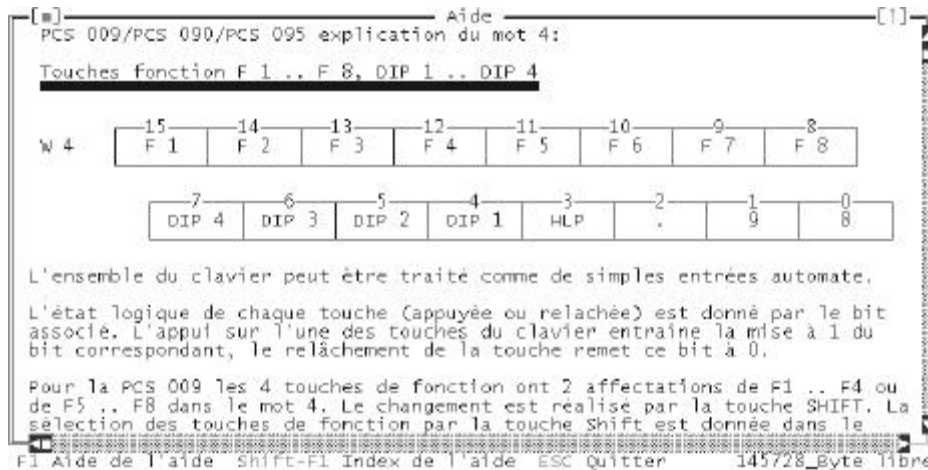 [■] Aide [1]
PCS 009/PCS 090/PCS 095 explication du mot 4:
Touches fonction F 1 .. F 8, DIP 1 .. DIP 4
15 14 13 12 11 10 9 8
W 4 F 1 F 2 F 3 F 4 F 5 F 6 F 7 F 8
7 6 5 4 3 2 1 0
DIP 4 DIP 3 DIP 2 DIP 1 HLP . 9 8
L'ensemble du clavier peut être traité comme de simples entrées automate.
L'état logique de chaque touche (appuyée ou relachée) est donné par le bit
associé. L'appui sur l'une des touches du clavier entraîne la mise à 1 du
bit correspondant, le relâchement de la touche remet ce bit à 0.
Pour la PCS 009 les 4 touches de fonction ont 2 affectations de F1 .. F4 ou
de F5 .. F8 dans le mot 4. Le changement est réalisé par la touche SHIFT. La
sélection des touches de fonction par la touche Shift est donnée dans le
F1 Aide de l'aide Shift-F1 Index de l'aide ESC Quitter 145728 Byte libre